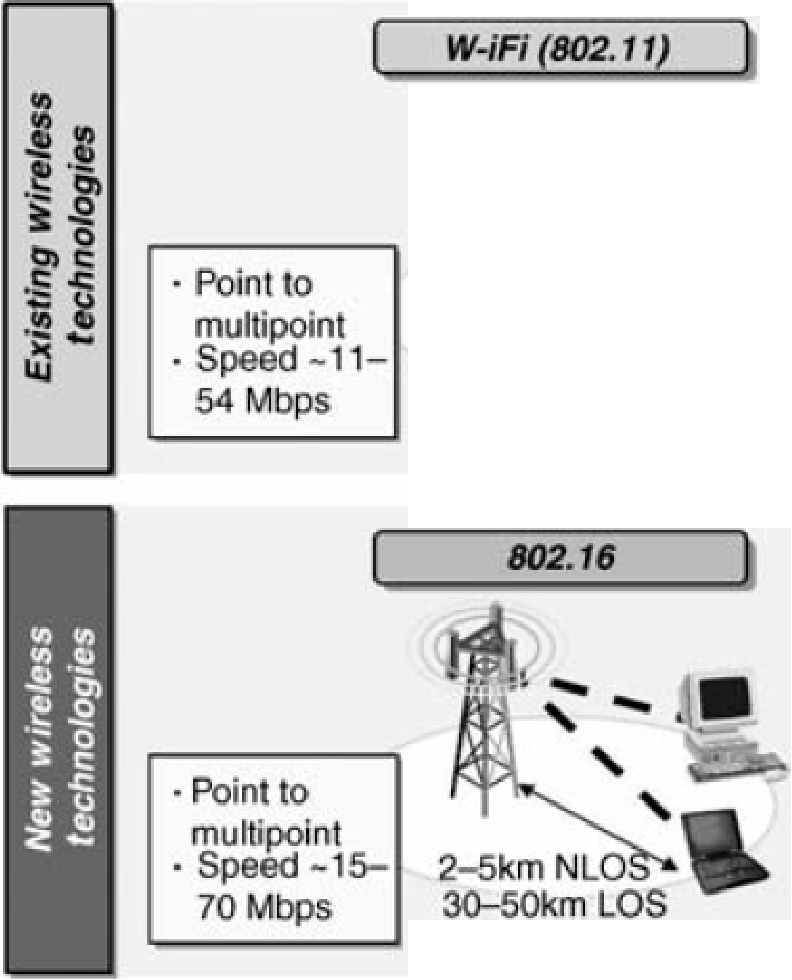 W-iFi (802.11)
Existing wireless
technologies
· Point to
multipoint
· Speed ~11–
54 Mbps
802.16
New wireless
technologies
· Point to
multipoint
· Speed ~15–
70 Mbps
2–5km NLOS
30–50km LOS